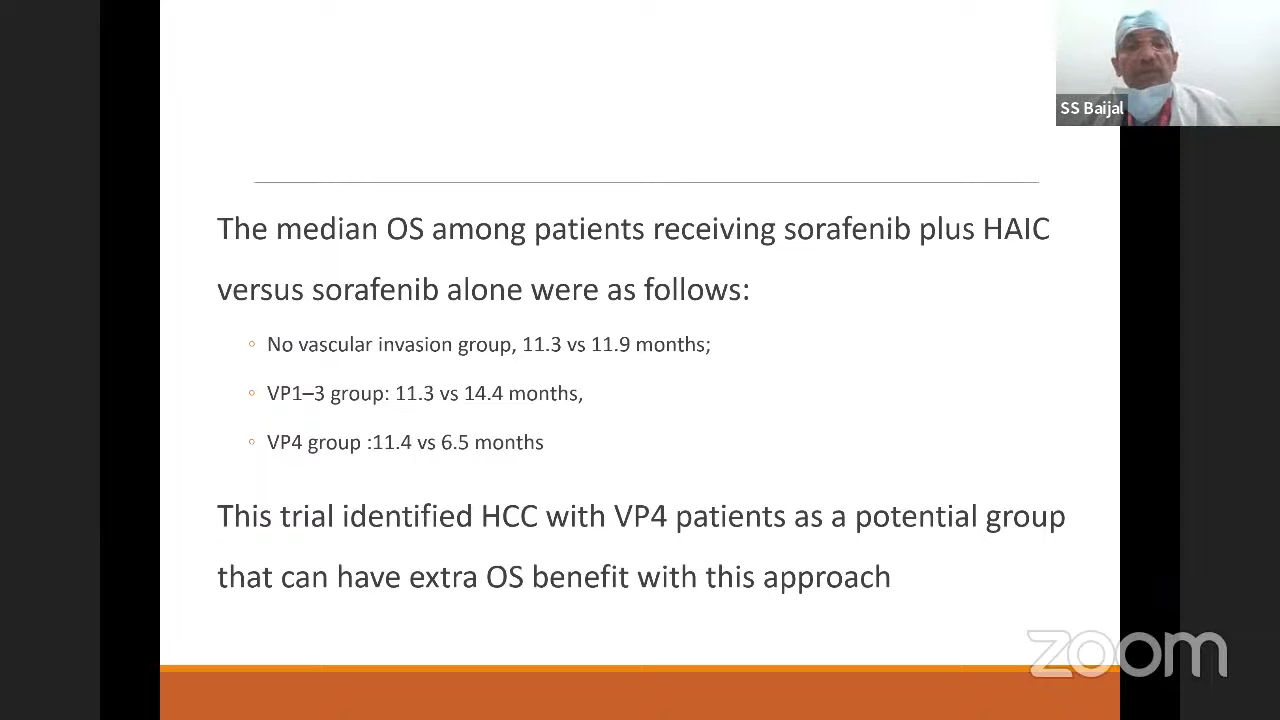 SS Baijal
The median OS among patients receiving sorafenib plus HAIC
versus sorafenib alone were as follows:
◦ No vascular invasion group, 11.3 vs 11.9 months;
◦ VP1–3 group: 11.3 vs 14.4 months,
◦ VP4 group :11.4 vs 6.5 months
This trial identified HCC with VP4 patients as a potential group
that can have extra OS benefit with this approach
zoom